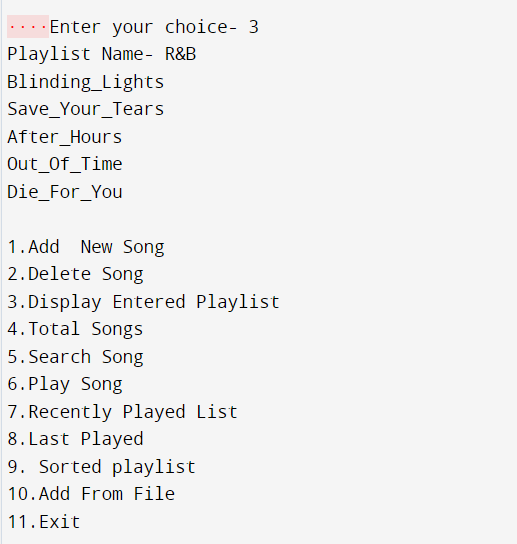 ····Enter your choice- 3
Playlist Name- R&B
Blinding_Lights
Save_Your_Tears
After_Hours
Out_Of_Time
Die_For_You

1.Add  New Song
2.Delete Song
3.Display Entered Playlist
4.Total Songs
5.Search Song
6.Play Song
7.Recently Played List
8.Last Played
9. Sorted playlist
10.Add From File
11.Exit